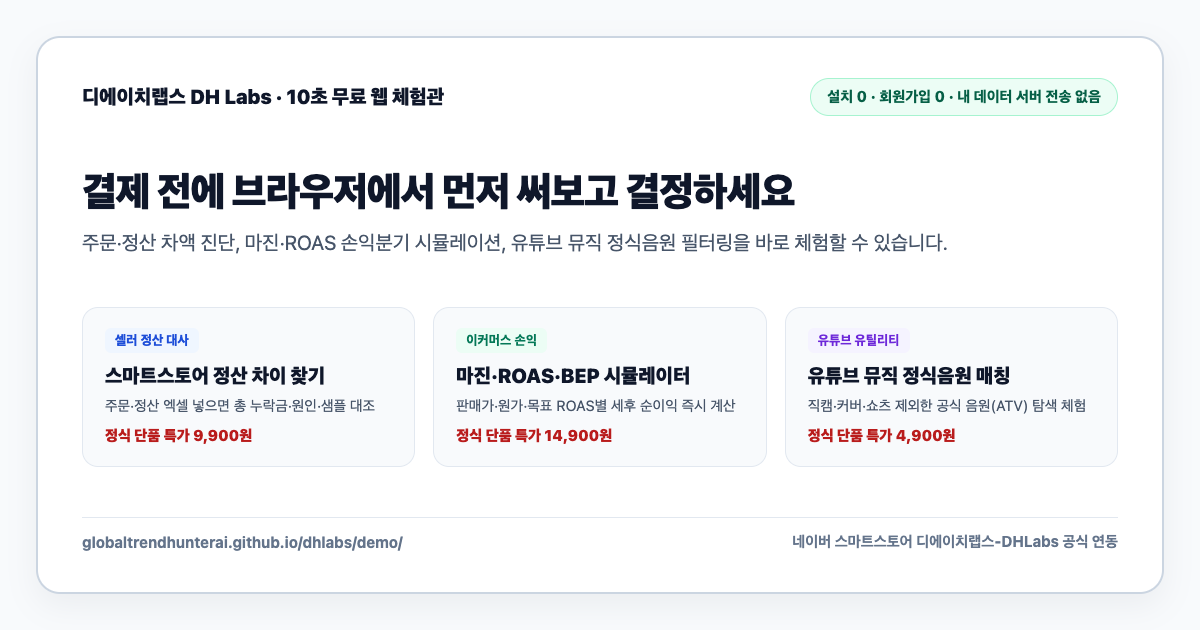 디에이치랩스 DH Labs · 10초 무료 웹 체험관
설치 0 · 회원가입 0 · 내 데이터 서버 전송 없음
결제 전에 브라우저에서 먼저 써보고 결정하세요
주문·정산 차액 진단, 마진·ROAS 손익분기 시뮬레이션, 유튜브 뮤직 정식음원 필터링을 바로 체험할 수 있습니다.
셀러 정산 대사
스마트스토어 정산 차이 찾기
주문·정산 엑셀 넣으면 총 누락금·원인·샘플 대조
정식 단품 특가 9,900원
이커머스 손익
마진·ROAS·BEP 시뮬레이터
판매가·원가·목표 ROAS별 세후 순이익 즉시 계산
정식 단품 특가 14,900원
유튜브 유틸리티
유튜브 뮤직 정식음원 매칭
직캠·커버·쇼츠 제외한 공식 음원(ATV) 탐색 체험
정식 단품 특가 4,900원
globaltrendhunterai.github.io/dhlabs/demo/
네이버 스마트스토어 디에이치랩스-DHLabs 공식 연동